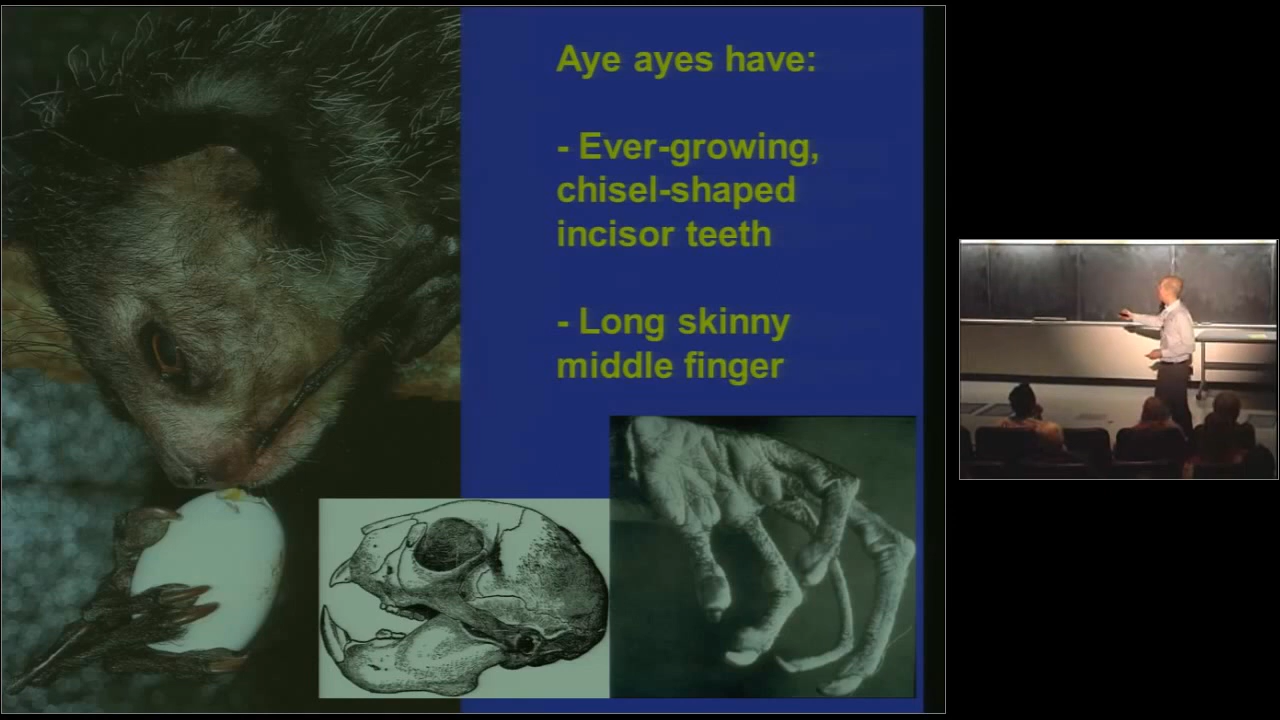 Aye ayes have:
- Ever-growing,
chisel-shaped
incisor teeth
- Long skinny
middle finger